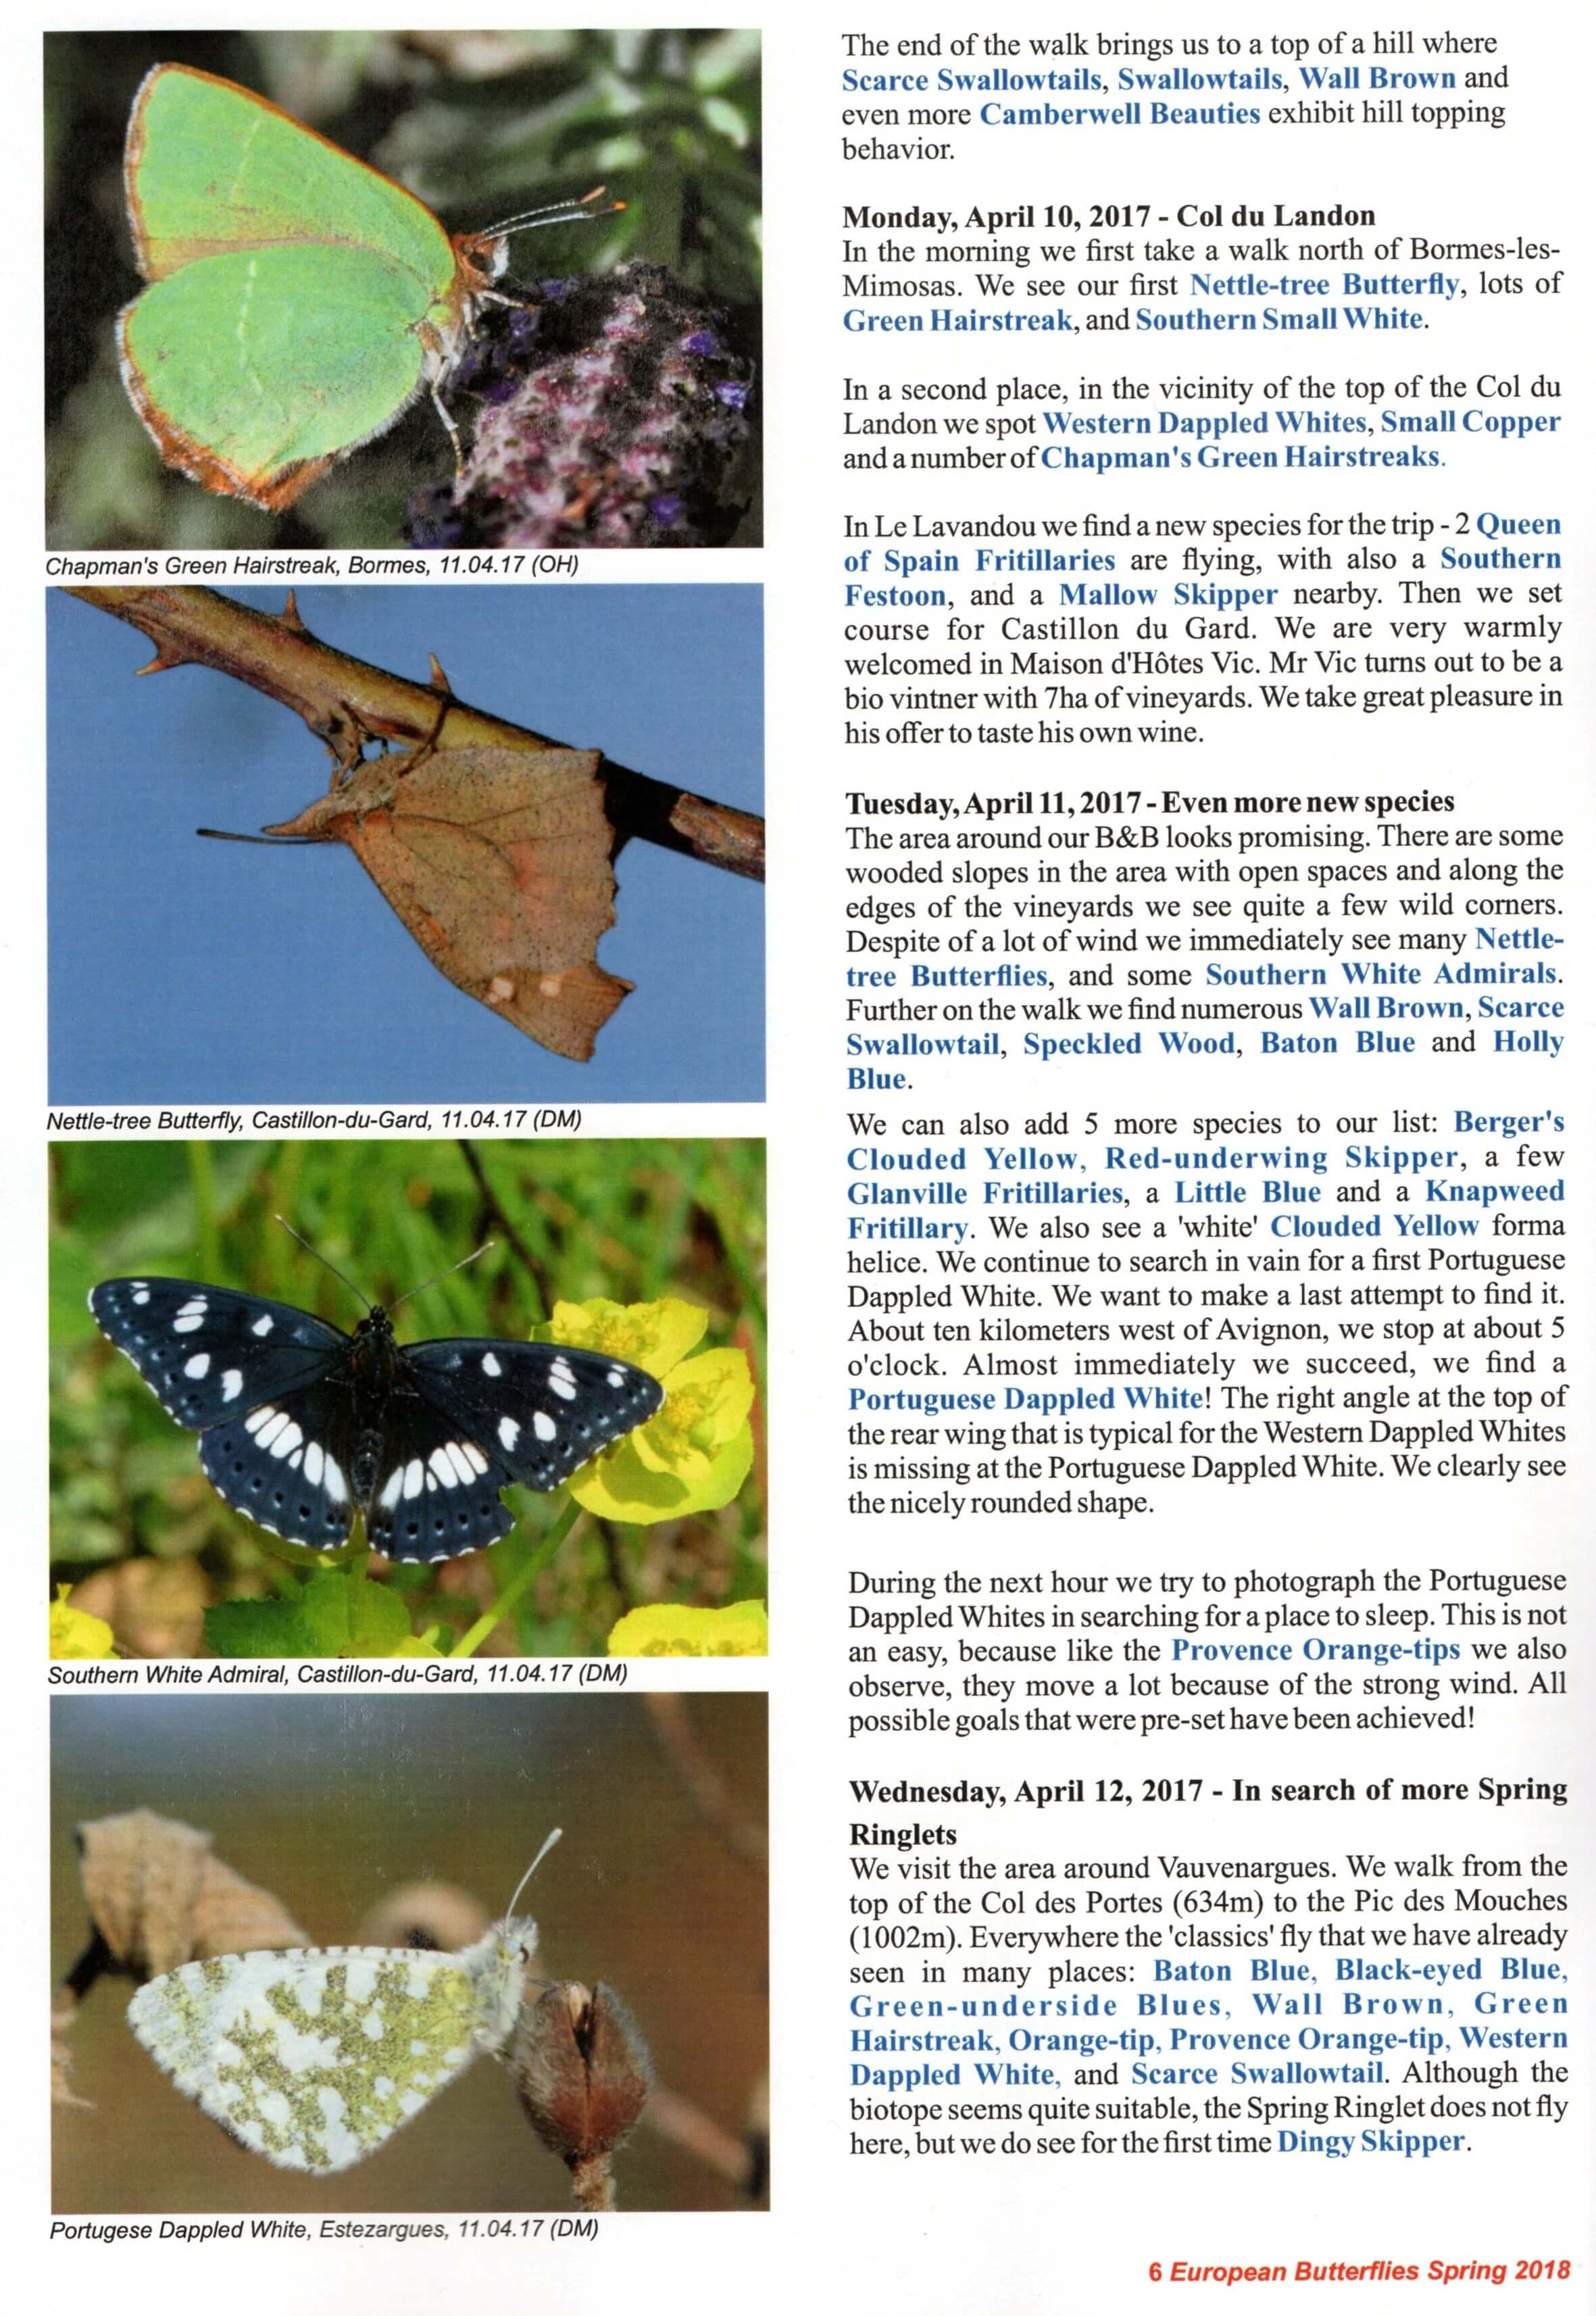 Chapman's Green Hairstreak, Bormes, 11.04.17 (OH)
Nettle-tree Butterfly, Castillon-du-Gard, 11.04.17 (DM)
Southern White Admiral, Castillon-du-Gard, 11.04.17 (DM)
Portugese Dappled White, Estezargues, 11.04.17 (DM)
The end of the walk brings us to a top of a hill where
Scarce Swallowtails, Swallowtails, Wall Brown and
even more Camberwell Beauties exhibit hill topping
behavior.
Monday, April 10, 2017 - Col du Landon
In the morning we first take a walk north of Bormes-les-
Mimosas. We see our first Nettle-tree Butterfly, lots of
Green Hairstreak, and Southern Small White.
In a second place, in the vicinity of the top of the Col du
Landon we spot Western Dappled Whites, Small Copper
and a number of Chapman's Green Hairstreaks.
In Le Lavandou we find a new species for the trip - 2 Queen
of Spain Fritillaries are flying, with also a Southern
Festoon, and a Mallow Skipper nearby. Then we set
course for Castillon du Gard. We are very warmly
welcomed in Maison d'Hôtes Vic. Mr Vic turns out to be a
bio vintner with 7ha of vineyards. We take great pleasure in
his offer to taste his own wine.
Tuesday, April 11, 2017 - Even more new species
The area around our B&B looks promising. There are some
wooded slopes in the area with open spaces and along the
edges of the vineyards we see quite a few wild corners.
Despite of a lot of wind we immediately see many Nettle-
tree Butterflies, and some Southern White Admirals.
Further on the walk we find numerous Wall Brown, Scarce
Swallowtail, Speckled Wood, Baton Blue and Holly
Blue.
We can also add 5 more species to our list: Berger's
Clouded Yellow, Red-underwing Skipper, a few
Glanville Fritillaries, a Little Blue and a Knapweed
Fritillary. We also see a 'white' Clouded Yellow forma
helice. We continue to search in vain for a first Portuguese
Dappled White. We want to make a last attempt to find it.
About ten kilometers west of Avignon, we stop at about 5
o'clock. Almost immediately we succeed, we find a
Portuguese Dappled White! The right angle at the top of
the rear wing that is typical for the Western Dappled Whites
is missing at the Portuguese Dappled White. We clearly see
the nicely rounded shape.
During the next hour we try to photograph the Portuguese
Dappled Whites in searching for a place to sleep. This is not
an easy, because like the Provence Orange-tips we also
observe, they move a lot because of the strong wind. All
possible goals that were pre-set have been achieved!
Wednesday, April 12, 2017 - In search of more Spring
Ringlets
We visit the area around Vauvenargues. We walk from the
top of the Col des Portes (634m) to the Pic des Mouches
(1002m). Everywhere the 'classics' fly that we have already
seen in many places: Baton Blue, Black-eyed Blue,
Green-underside Blues, Wall Brown, Green
Hairstreak, Orange-tip, Provence Orange-tip, Western
Dappled White, and Scarce Swallowtail. Although the
biotope seems quite suitable, the Spring Ringlet does not fly
here, but we do see for the first time Dingy Skipper.
6 European Butterflies Spring 2018